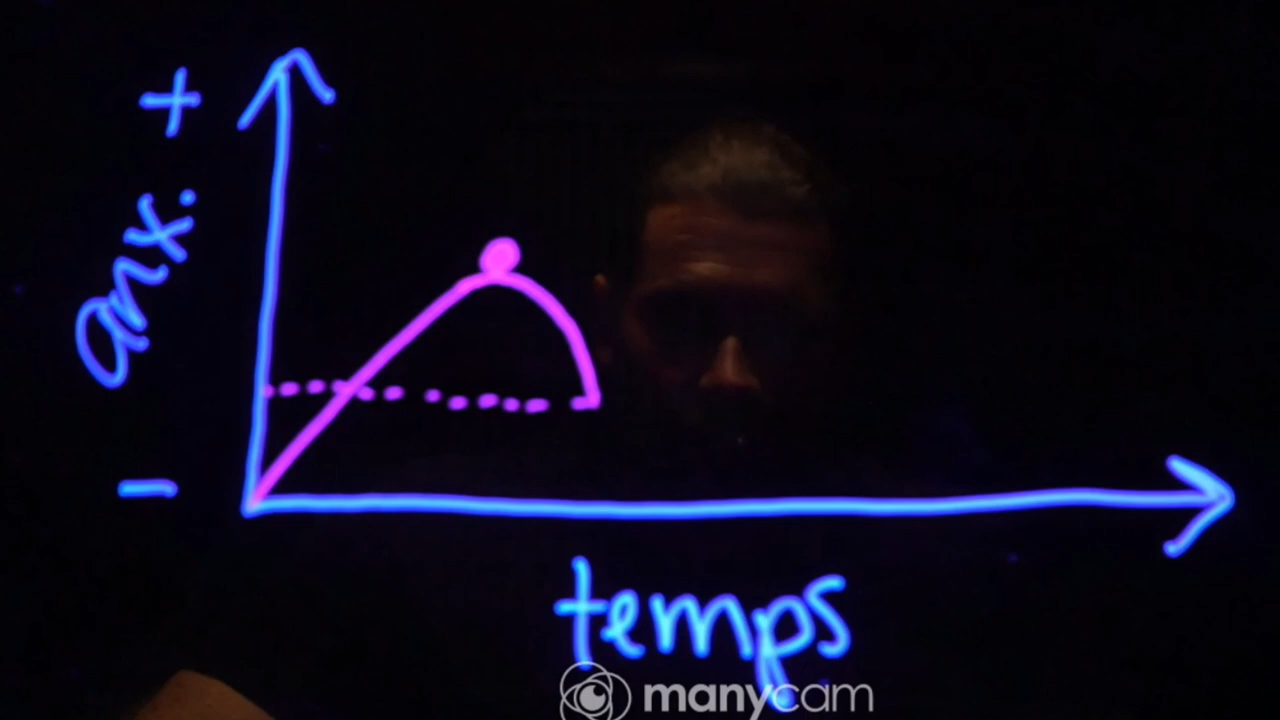 +
anx.
-
temps
manycam